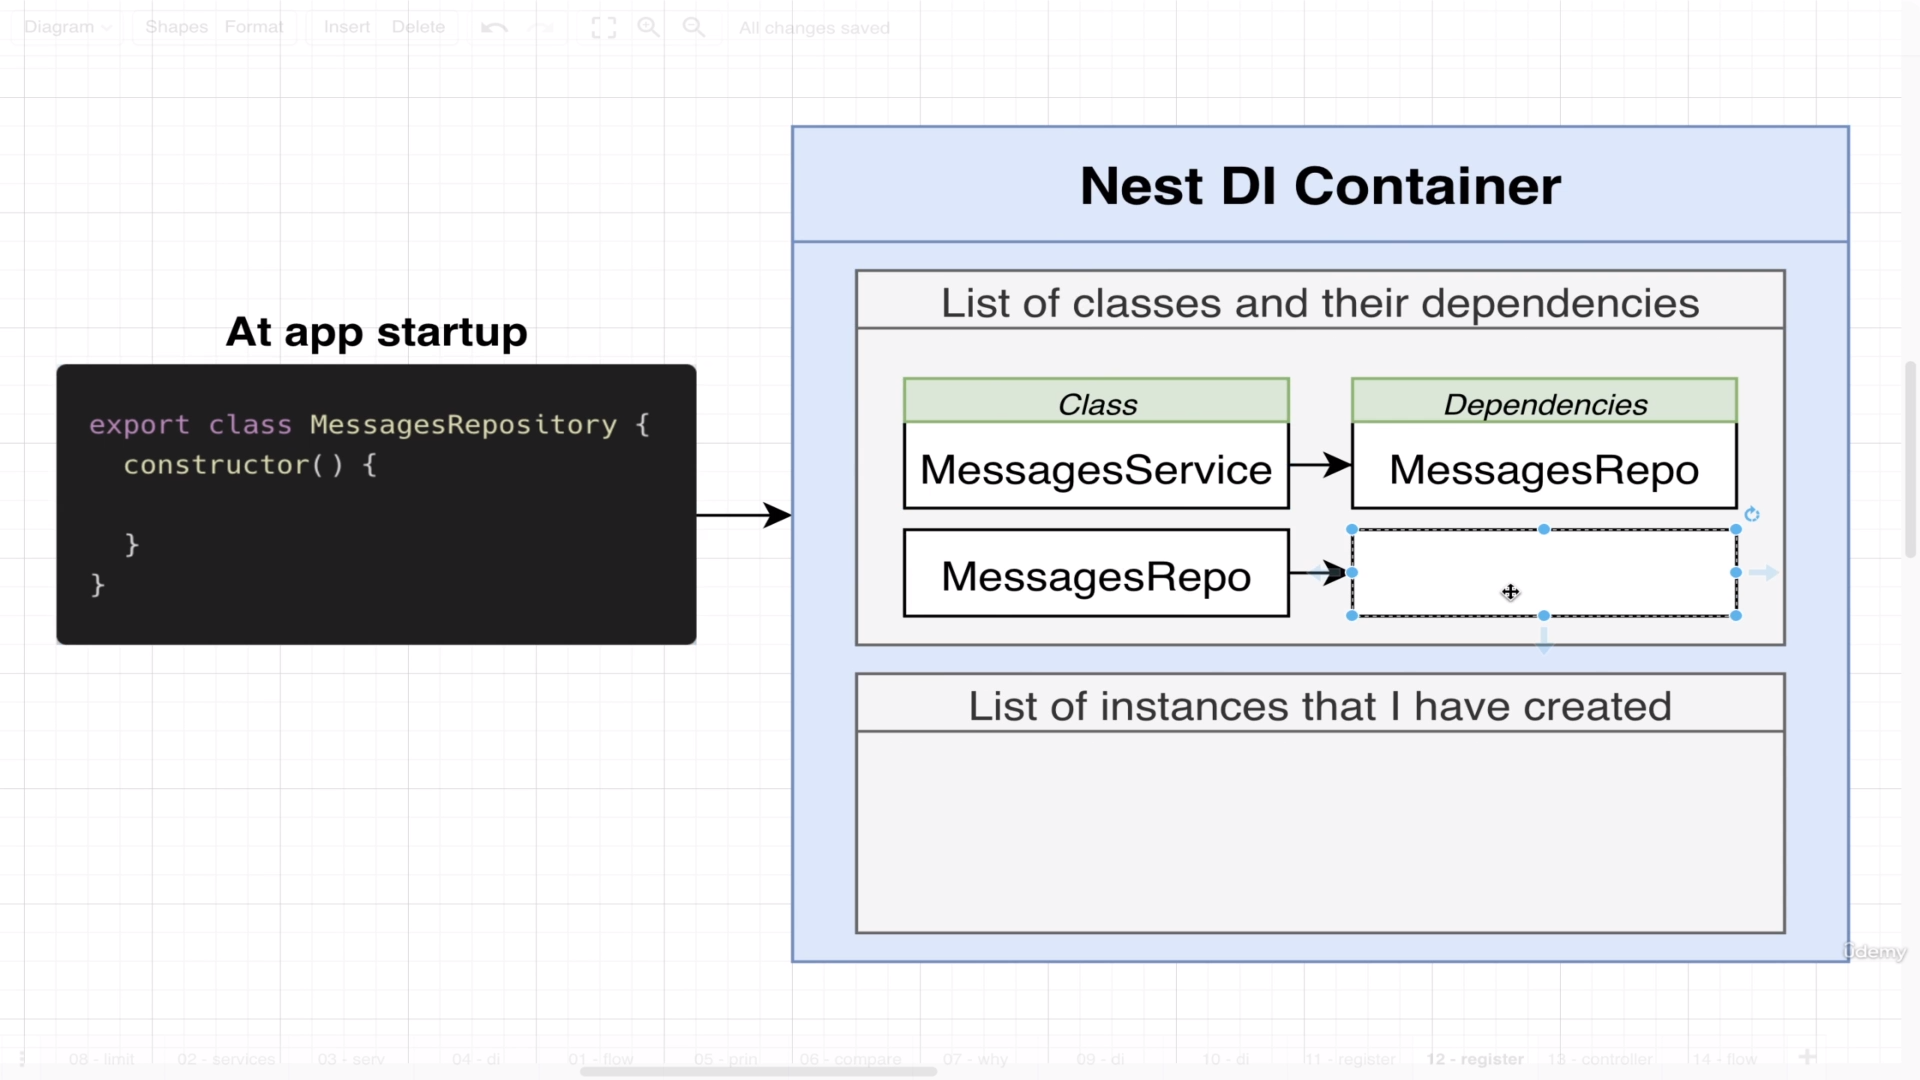 Diagram Shapes Format Insert Delete All changes saved
Nest DI Container
List of classes and their dependencies
At app startup
Class Dependencies
export class MessagesRepository {
constructor() {
}
}
MessagesService MessagesRepo
MessagesRepo
List of instances that I have created
ûdemy
08 - limit 02 - services 03 - serv 04 - di 01 - flow 05 - prin 06 - compare 07 - why 09 - di 10 - di 11 - register 12 - register 13 - controller 14 - flow